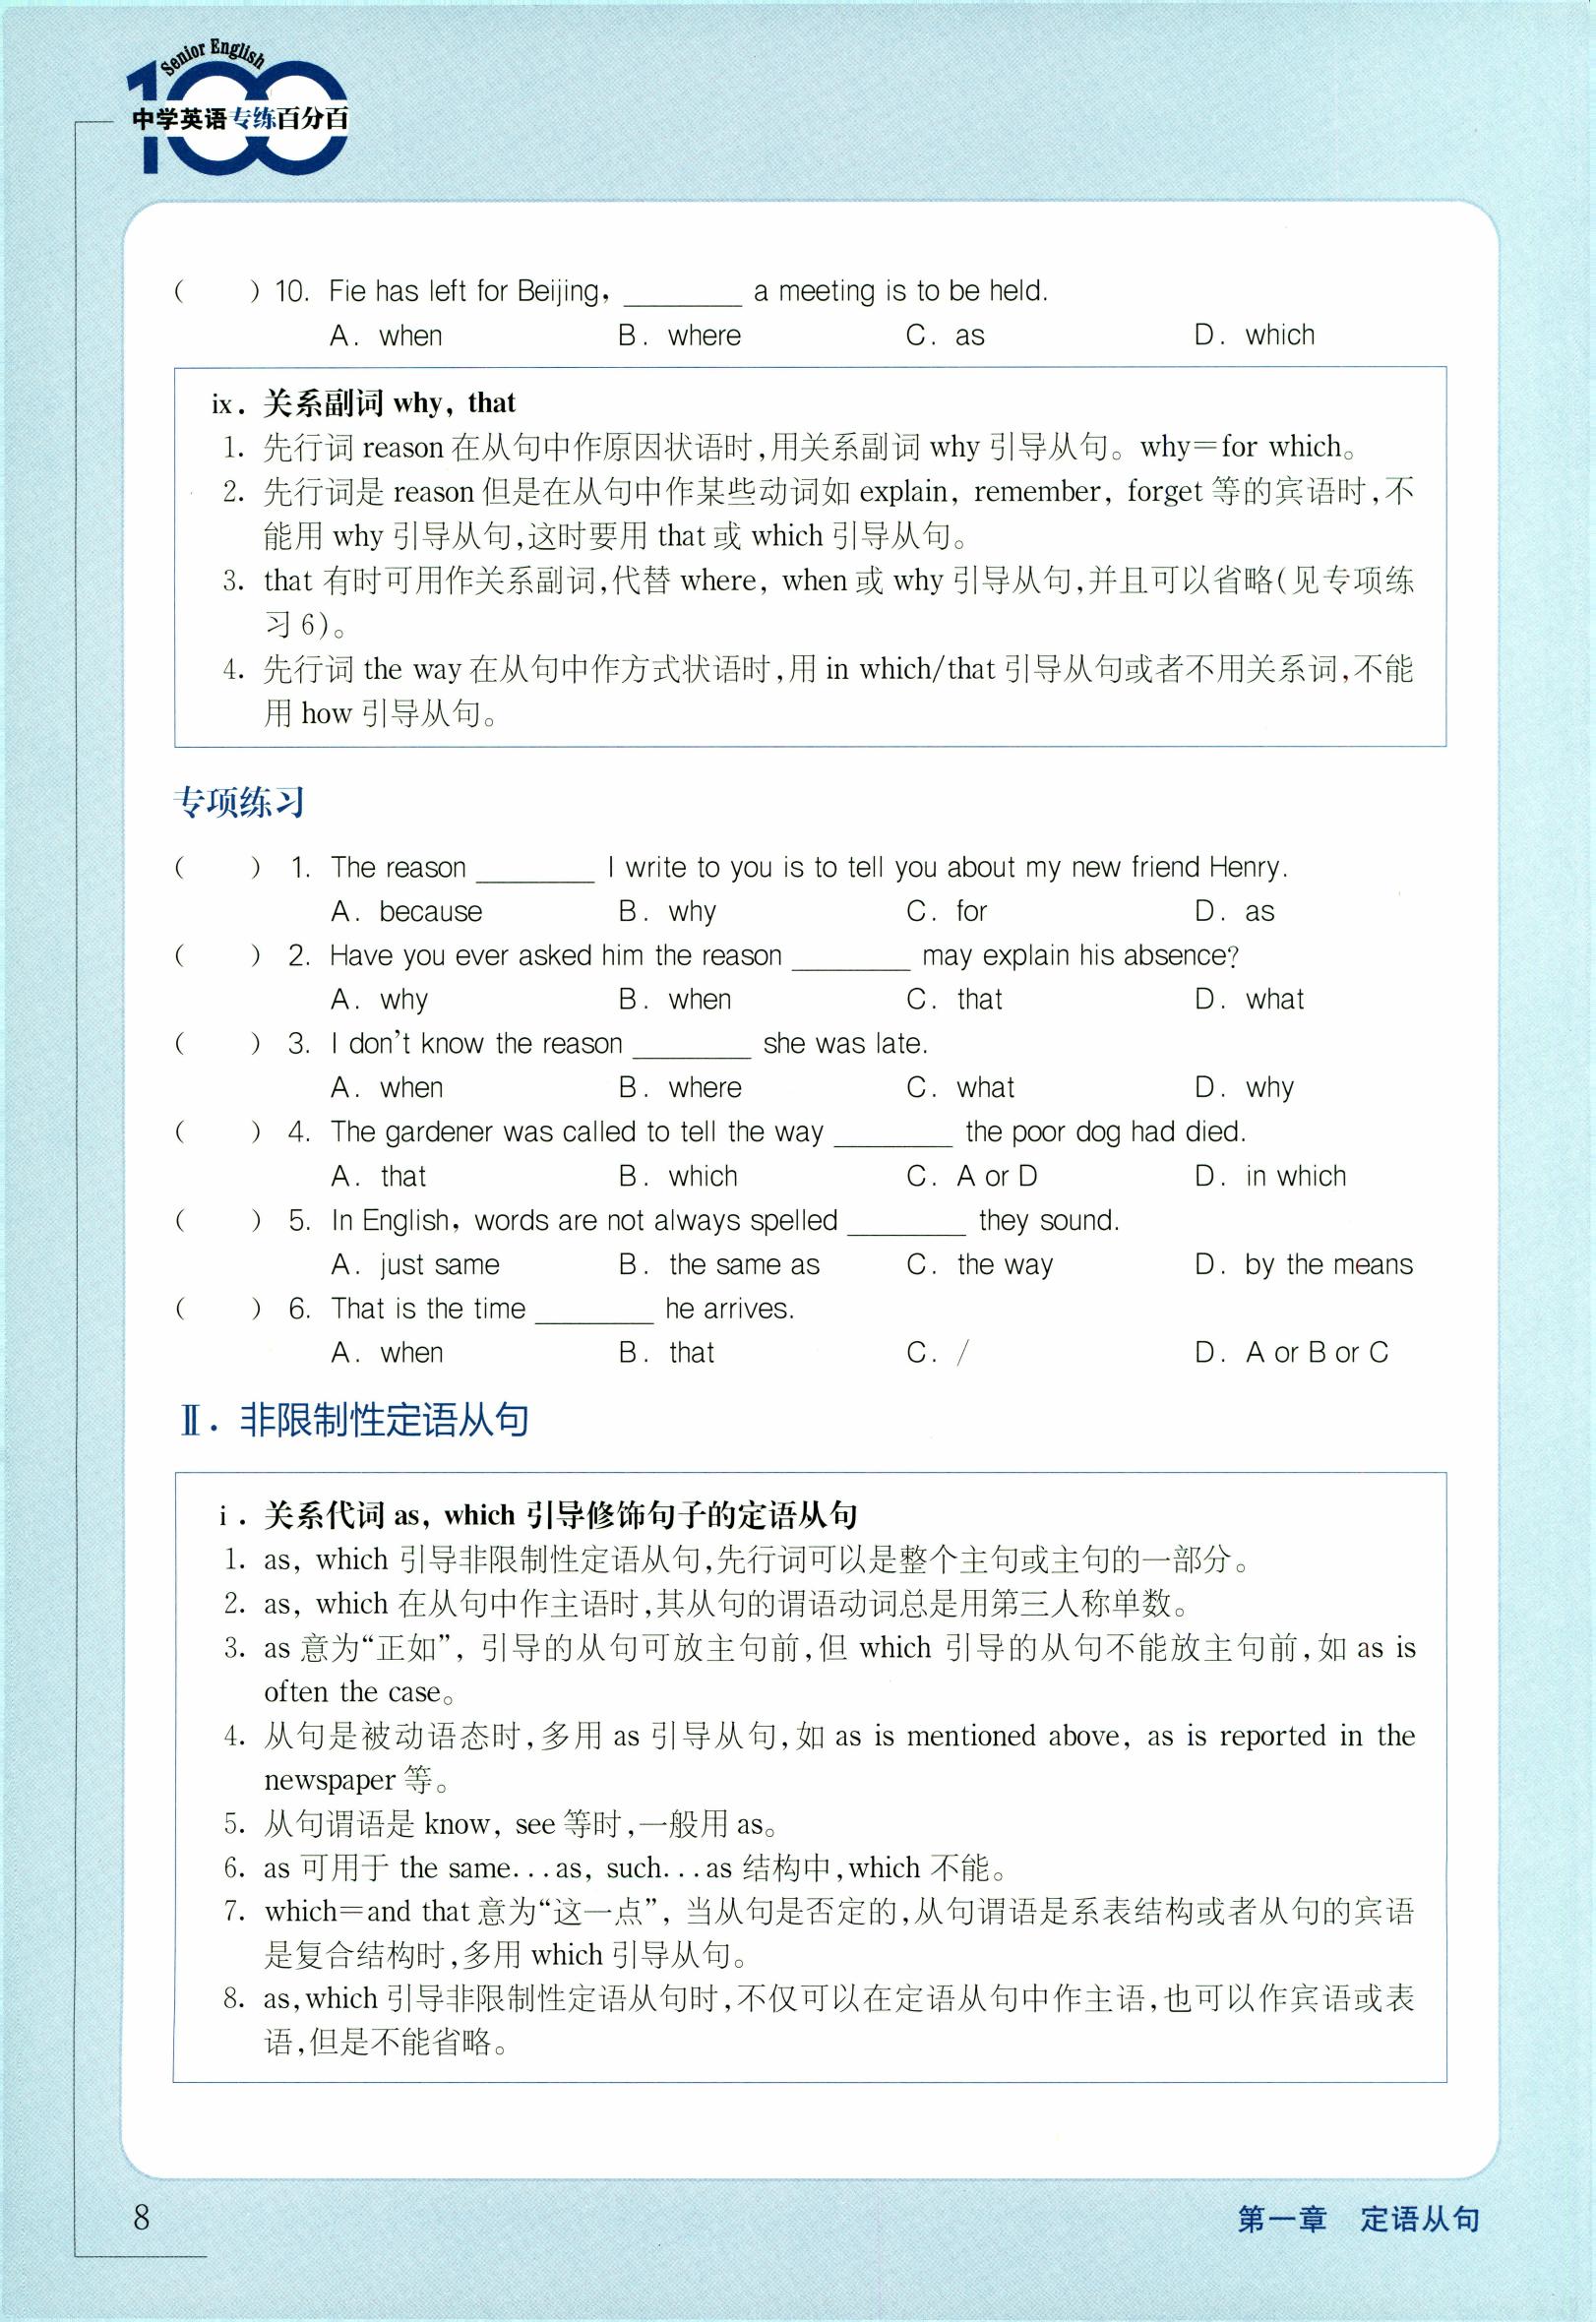 Senior English
100
中学英语专练百分百
(　　) 10. Fie has left for Beijing, ________ a meeting is to be held.
A. when B. where C. as D. which
ix. 关系副词 why, that
1. 先行词 reason 在从句中作原因状语时,用关系副词 why 引导从句。why=for which。
2. 先行词是 reason 但是在从句中作某些动词如 explain, remember, forget 等的宾语时,不
能用 why 引导从句,这时要用 that 或 which 引导从句。
3. that 有时可用作关系副词,代替 where, when 或 why 引导从句,并且可以省略(见专项练
习 6)。
4. 先行词 the way 在从句中作方式状语时,用 in which/that 引导从句或者不用关系词,不能
用 how 引导从句。
专项练习
(　　) 1. The reason ________ I write to you is to tell you about my new friend Henry.
A. because B. why C. for D. as
(　　) 2. Have you ever asked him the reason ________ may explain his absence?
A. why B. when C. that D. what
(　　) 3. I don't know the reason ________ she was late.
A. when B. where C. what D. why
(　　) 4. The gardener was called to tell the way ________ the poor dog had died.
A. that B. which C. A or D D. in which
(　　) 5. In English, words are not always spelled ________ they sound.
A. just same B. the same as C. the way D. by the means
(　　) 6. That is the time ________ he arrives.
A. when B. that C. / D. A or B or C
Ⅱ. 非限制性定语从句
i. 关系代词 as, which 引导修饰句子的定语从句
1. as, which 引导非限制性定语从句,先行词可以是整个主句或主句的一部分。
2. as, which 在从句中作主语时,其从句的谓语动词总是用第三人称单数。
3. as 意为“正如”, 引导的从句可放主句前,但 which 引导的从句不能放主句前,如 as is
often the case。
4. 从句是被动语态时,多用 as 引导从句,如 as is mentioned above, as is reported in the
newspaper 等。
5. 从句谓语是 know, see 等时,一般用 as。
6. as 可用于 the same...as, such...as 结构中,which 不能。
7. which=and that 意为“这一点”, 当从句是否定的,从句谓语是系表结构或者从句的宾语
是复合结构时,多用 which 引导从句。
8. as,which 引导非限制性定语从句时,不仅可以在定语从句中作主语,也可以作宾语或表
语,但是不能省略。
8
第一章 定语从句